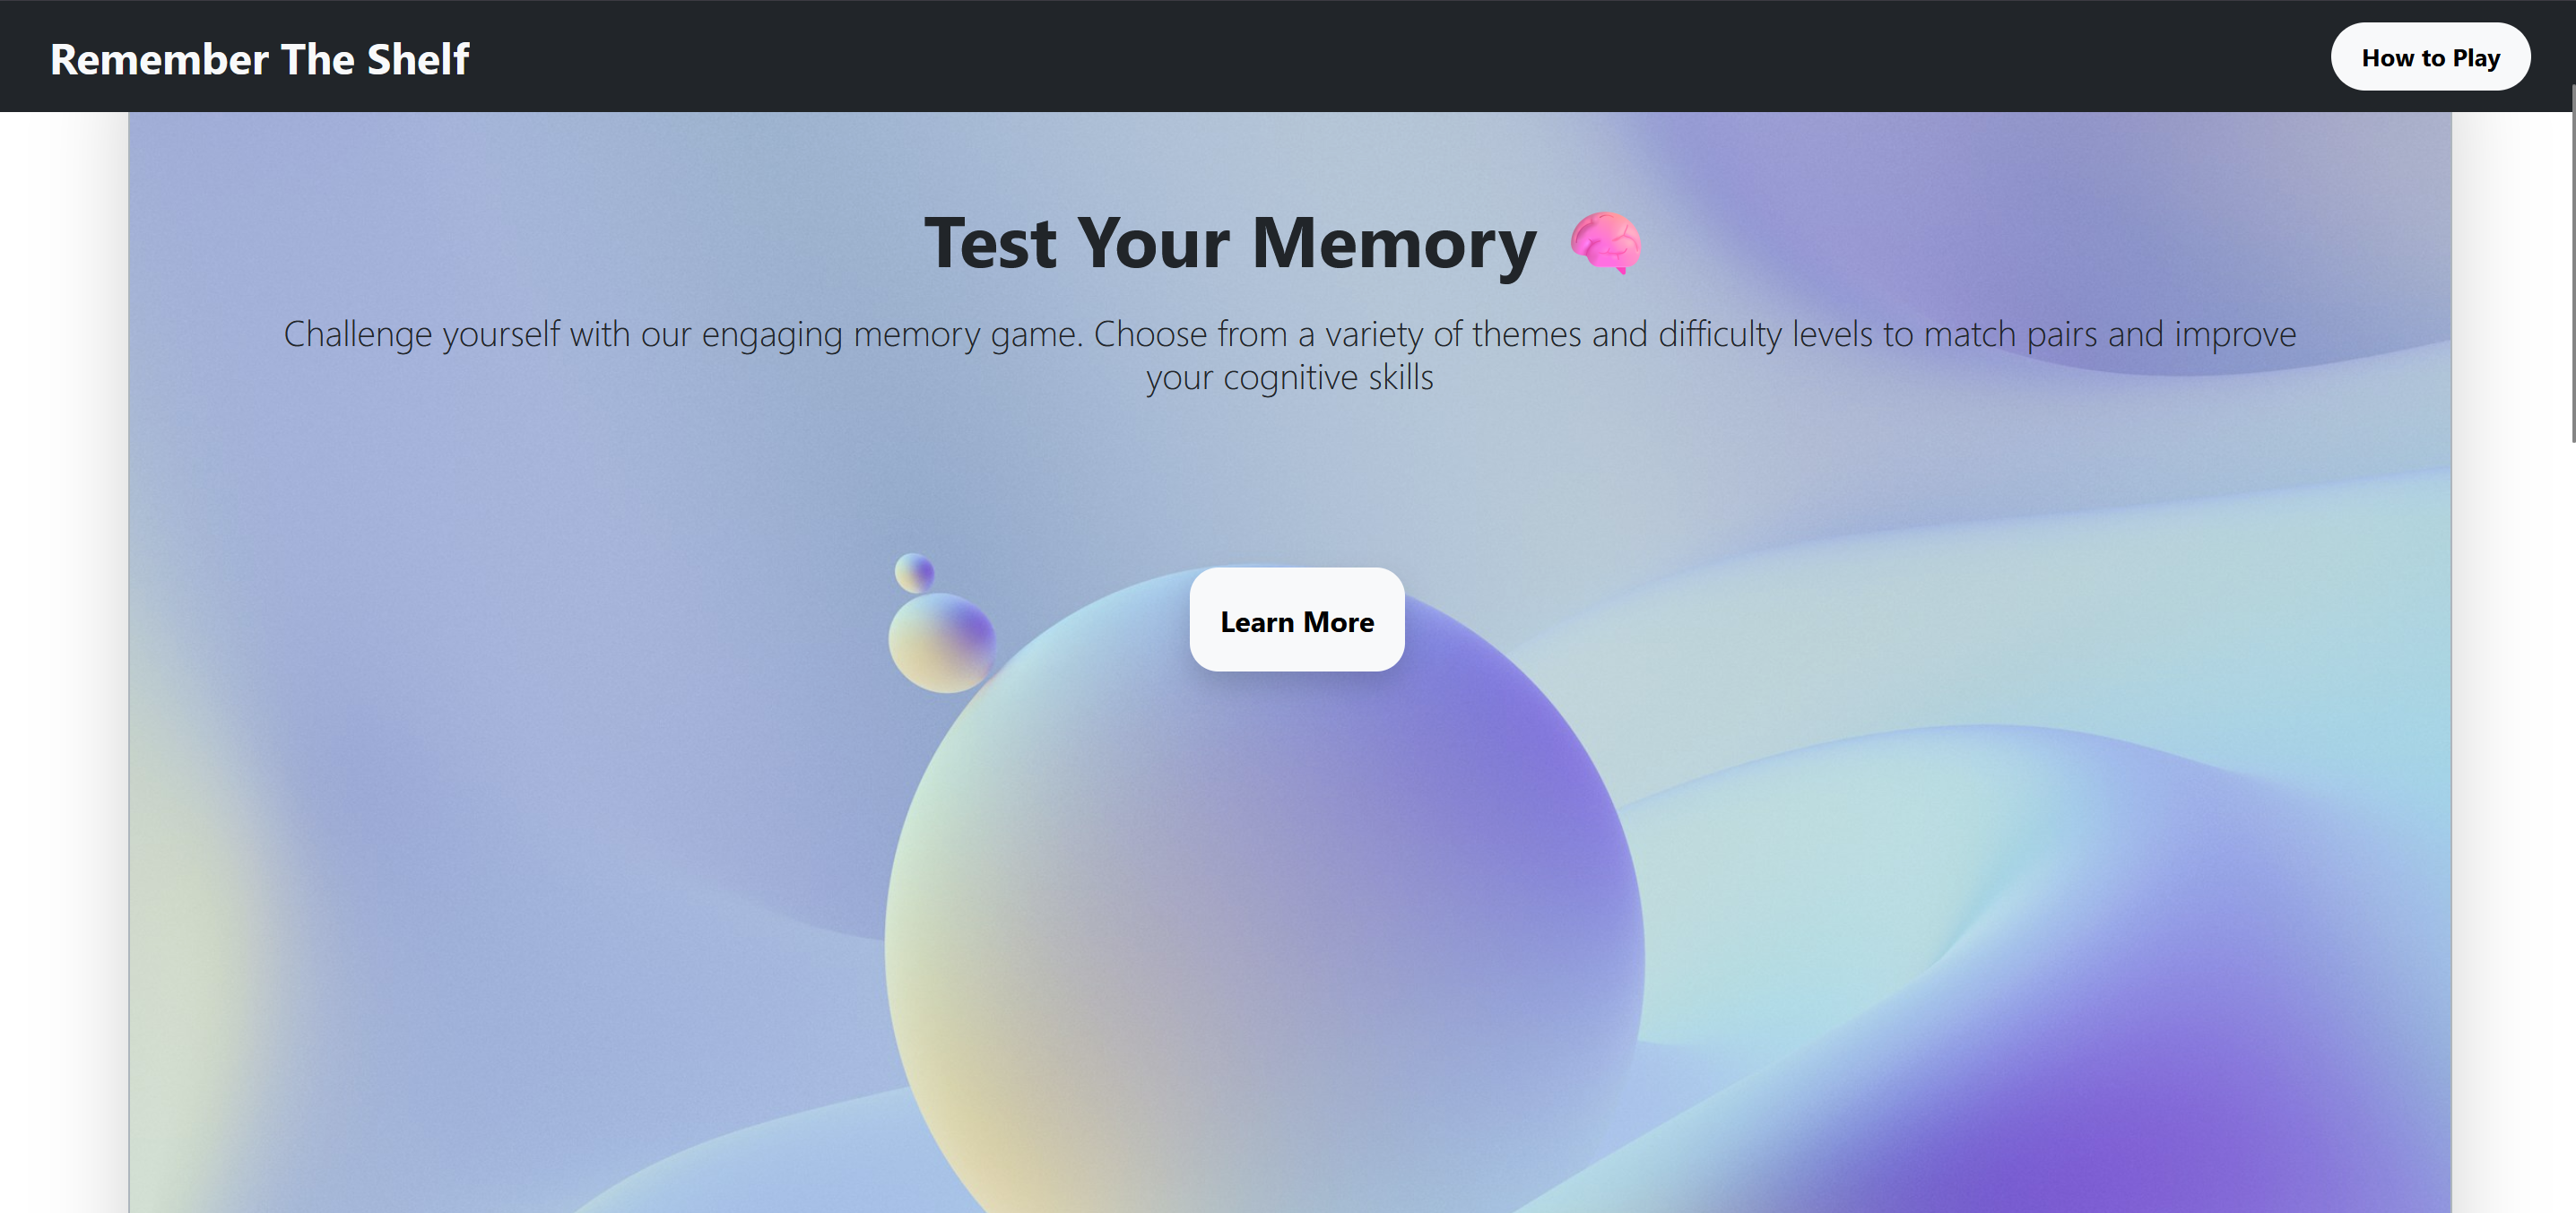 Remember The Shelf
How to Play
Test Your Memory 🧠
Challenge yourself with our engaging memory game. Choose from a variety of themes and difficulty levels to match pairs and improve
your cognitive skills
Learn More